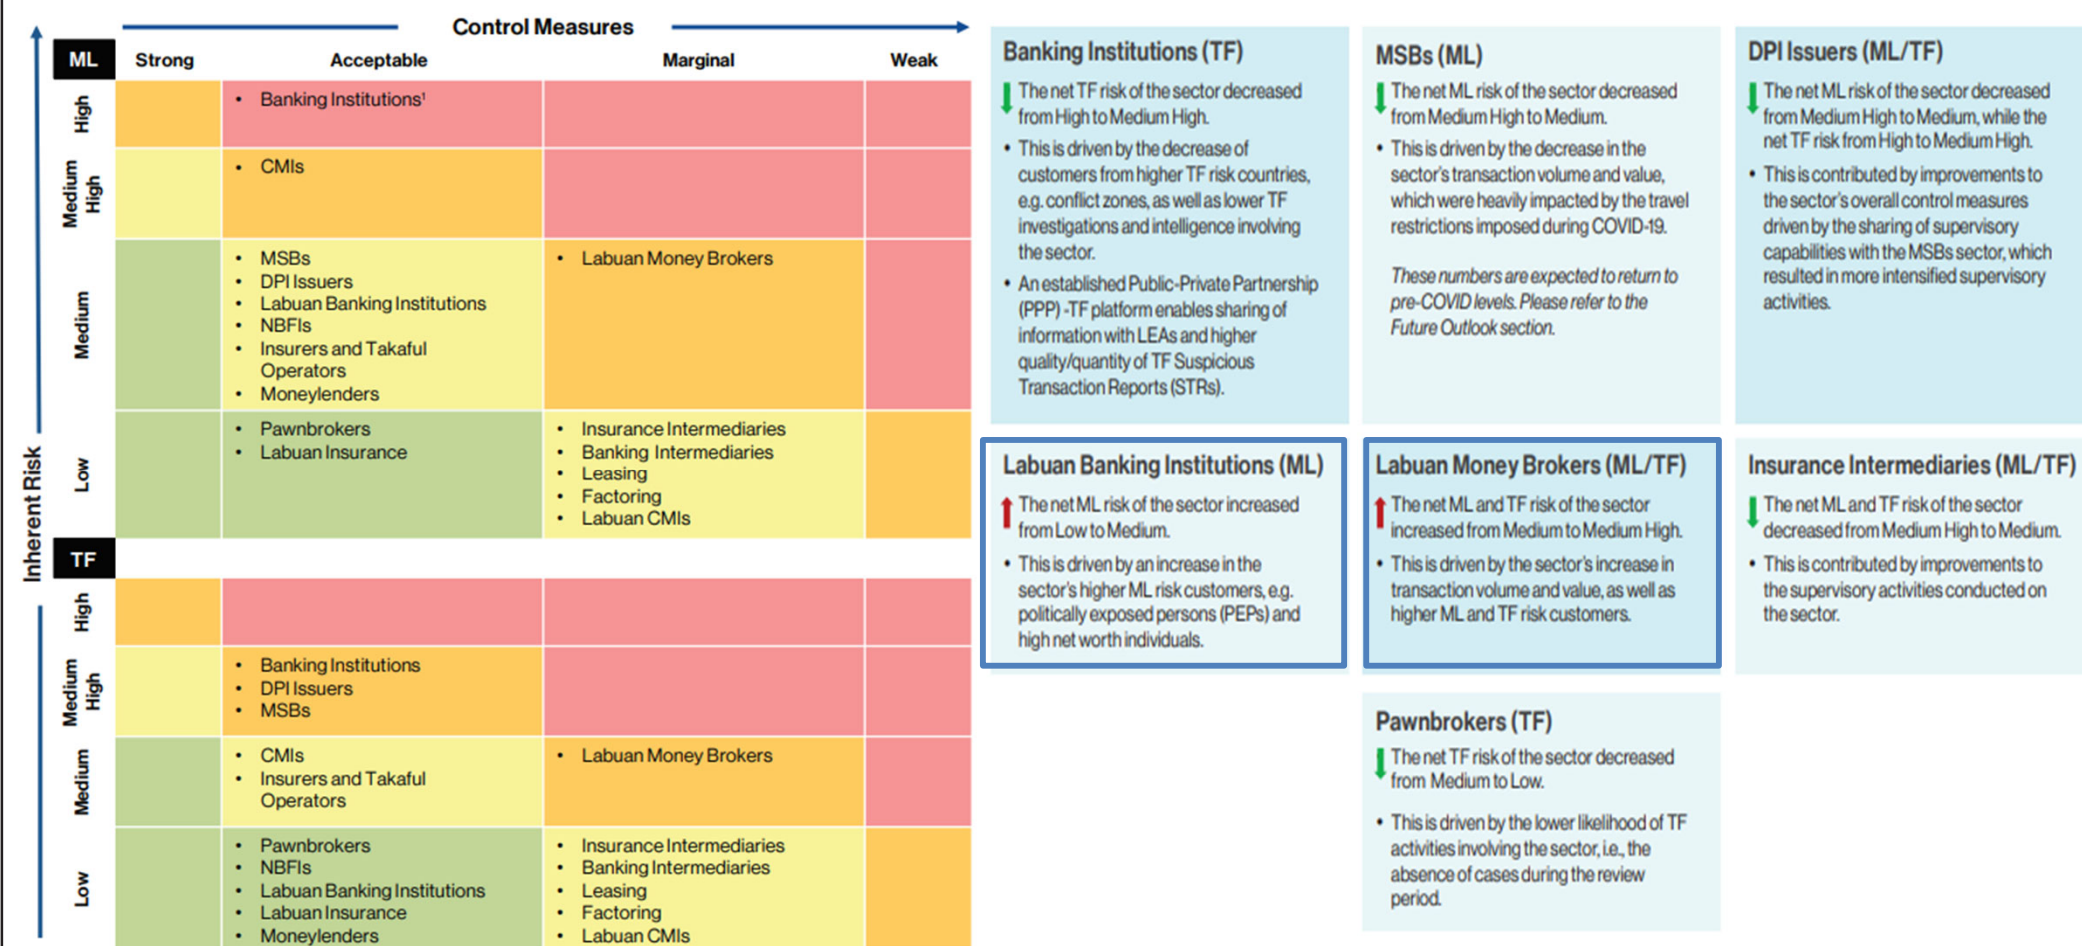 Control Measures
ML
Strong
Acceptable
Marginal
Weak
Inherent Risk
High
• Banking Institutions¹
Medium
High
• CMIs
Medium
• MSBs
• DPI Issuers
• Labuan Banking Institutions
• NBFIs
• Insurers and Takaful
Operators
• Moneylenders
• Labuan Money Brokers
Low
• Pawnbrokers
• Labuan Insurance
• Insurance Intermediaries
• Banking Intermediaries
• Leasing
• Factoring
• Labuan CMIs
TF
High
Medium
High
• Banking Institutions
• DPI Issuers
• MSBs
Medium
• CMIs
• Insurers and Takaful
Operators
• Labuan Money Brokers
Low
• Pawnbrokers
• NBFIs
• Labuan Banking Institutions
• Labuan Insurance
• Moneylenders
• Insurance Intermediaries
• Banking Intermediaries
• Leasing
• Factoring
• Labuan CMIs
Banking Institutions (TF)
The net TF risk of the sector decreased
from High to Medium High.
• This is driven by the decrease of
customers from higher TF risk countries,
e.g. conflict zones, as well as lower TF
investigations and intelligence involving
the sector.
• An established Public-Private Partnership
(PPP) -TF platform enables sharing of
information with LEAs and higher
quality/quantity of TF Suspicious
Transaction Reports (STRs).
MSBs (ML)
The net ML risk of the sector decreased
from Medium High to Medium.
• This is driven by the decrease in the
sector's transaction volume and value,
which were heavily impacted by the travel
restrictions imposed during COVID-19.
These numbers are expected to return to
pre-COVID levels. Please refer to the
Future Outlook section.
DPI Issuers (ML/TF)
The net ML risk of the sector decreased
from Medium High to Medium, while the
net TF risk from High to Medium High.
• This is contributed by improvements to
the sector's overall control measures
driven by the sharing of supervisory
capabilities with the MSBs sector, which
resulted in more intensified supervisory
activities.
Labuan Banking Institutions (ML)
The net ML risk of the sector increased
from Low to Medium.
• This is driven by an increase in the
sector's higher ML risk customers, e.g.
politically exposed persons (PEPs) and
high net worth individuals.
Labuan Money Brokers (ML/TF)
The net ML and TF risk of the sector
increased from Medium to Medium High.
• This is driven by the sector's increase in
transaction volume and value, as well as
higher ML and TF risk customers.
Insurance Intermediaries (ML/TF)
The net ML and TF risk of the sector
decreased from Medium High to Medium.
• This is contributed by improvements to
the supervisory activities conducted on
the sector.
Pawnbrokers (TF)
The net TF risk of the sector decreased
from Medium to Low.
• This is driven by the lower likelihood of TF
activities involving the sector, i.e., the
absence of cases during the review
period.